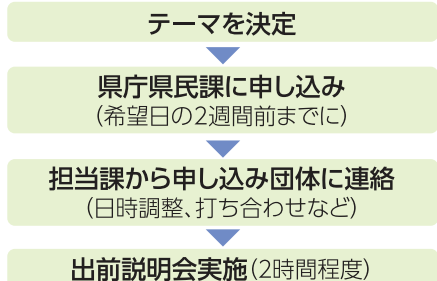 テーマを決定
県庁県民課に申し込み
(希望日の2週間前までに)
担当課から申し込み団体に連絡
(日時調整、打ち合わせなど)
出前説明会実施(2時間程度)